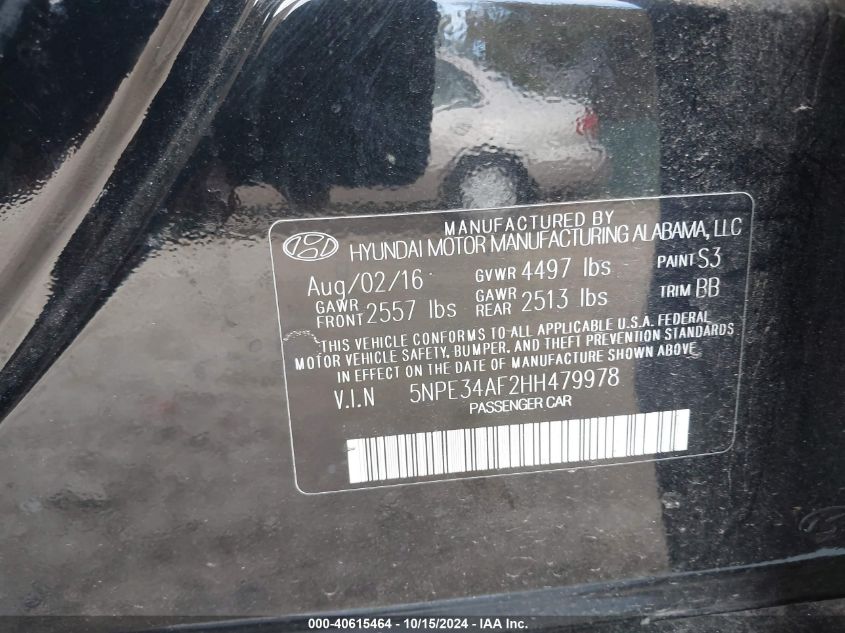 MANUFACTURED BY
HYUNDAI MOTOR MANUFACTURING ALABAMA, LLC
Aug/02/16 GVWR 4497 lbs PAINT S3
GAWR FRONT 2557 lbs GAWR REAR 2513 lbs TRIM BB
THIS VEHICLE CONFORMS TO ALL APPLICABLE U.S.A. FEDERAL
MOTOR VEHICLE SAFETY, BUMPER, AND THEFT PREVENTION STANDARDS
IN EFFECT ON THE DATE OF MANUFACTURE SHOWN ABOVE
V.I.N 5NPE34AF2HH479978
PASSENGER CAR
000-40615464 - 10/15/2024 - IAA Inc.